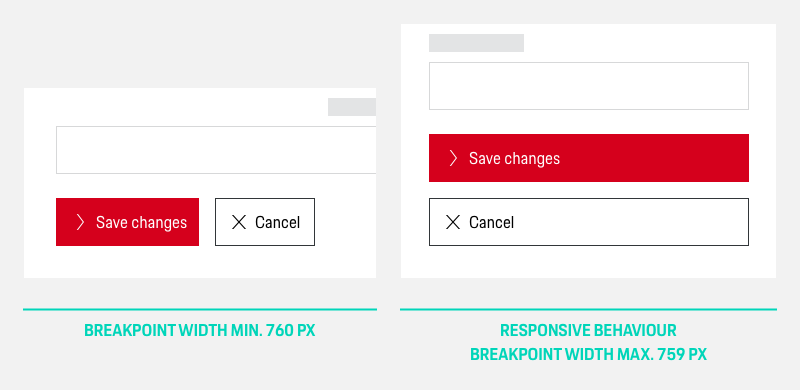 Save changes
Cancel
BREAKPOINT WIDTH MIN. 760 PX
Save changes
Cancel
RESPONSIVE BEHAVIOUR
BREAKPOINT WIDTH MAX. 759 PX